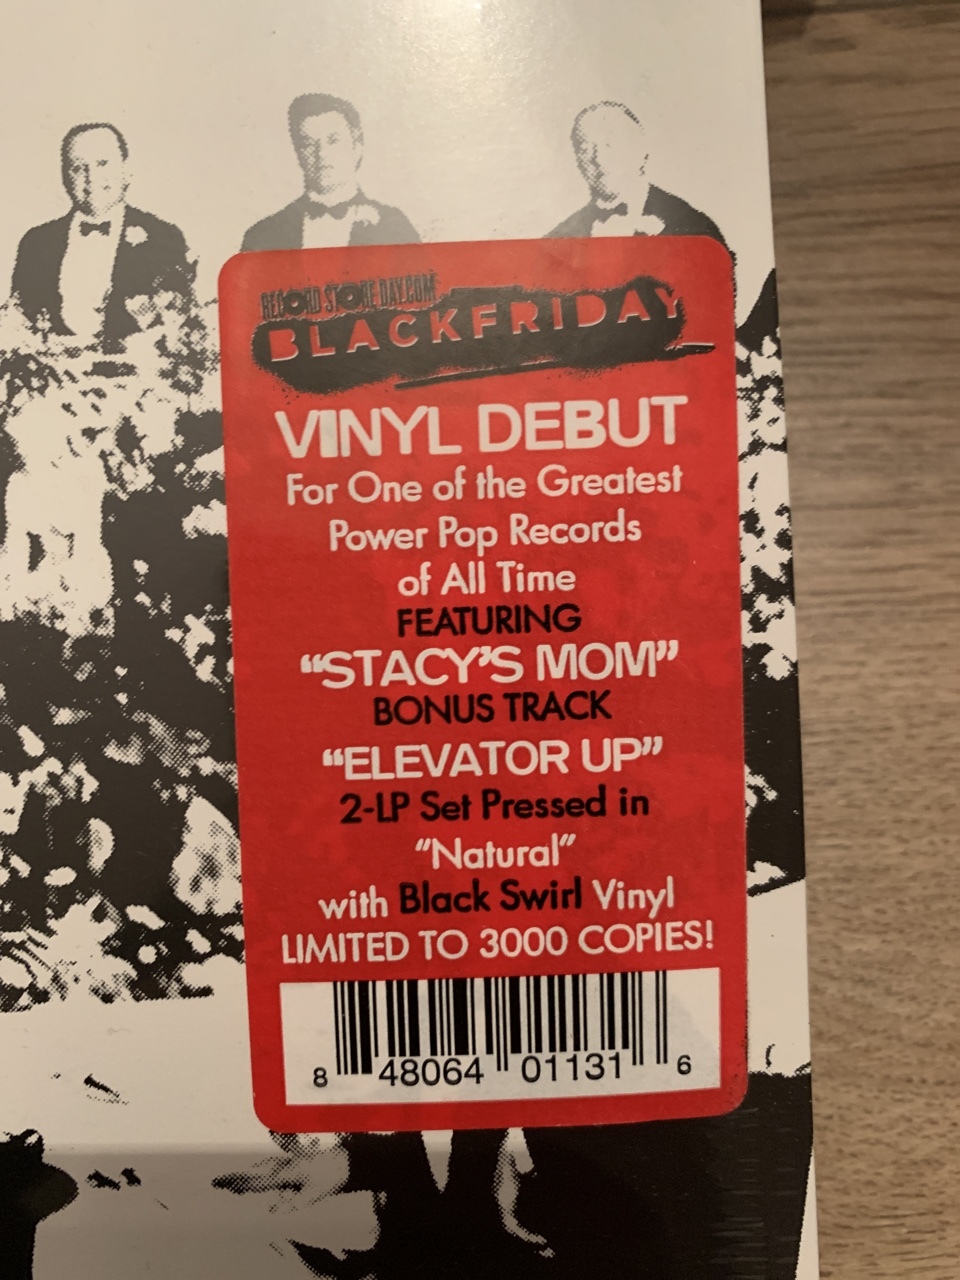 RECORD STORE DAY.COM
BLACKFRIDAY
VINYL DEBUT
For One of the Greatest
Power Pop Records
of All Time
FEATURING
“STACY’S MOM”
BONUS TRACK
“ELEVATOR UP”
2-LP Set Pressed in
“Natural”
with Black Swirl Vinyl
LIMITED TO 3000 COPIES!
8 48064 01131 6